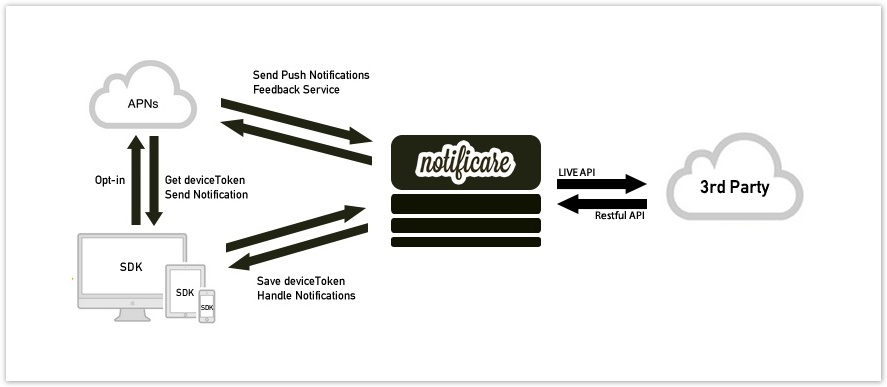 Send Push Notifications
Feedback Service
APNs
notificare
Opt-in
Get deviceToken
Send Notification
LIVE API
Restful API
3rd Party
SDK
SDK
SDK
Save deviceToken
Handle Notifications